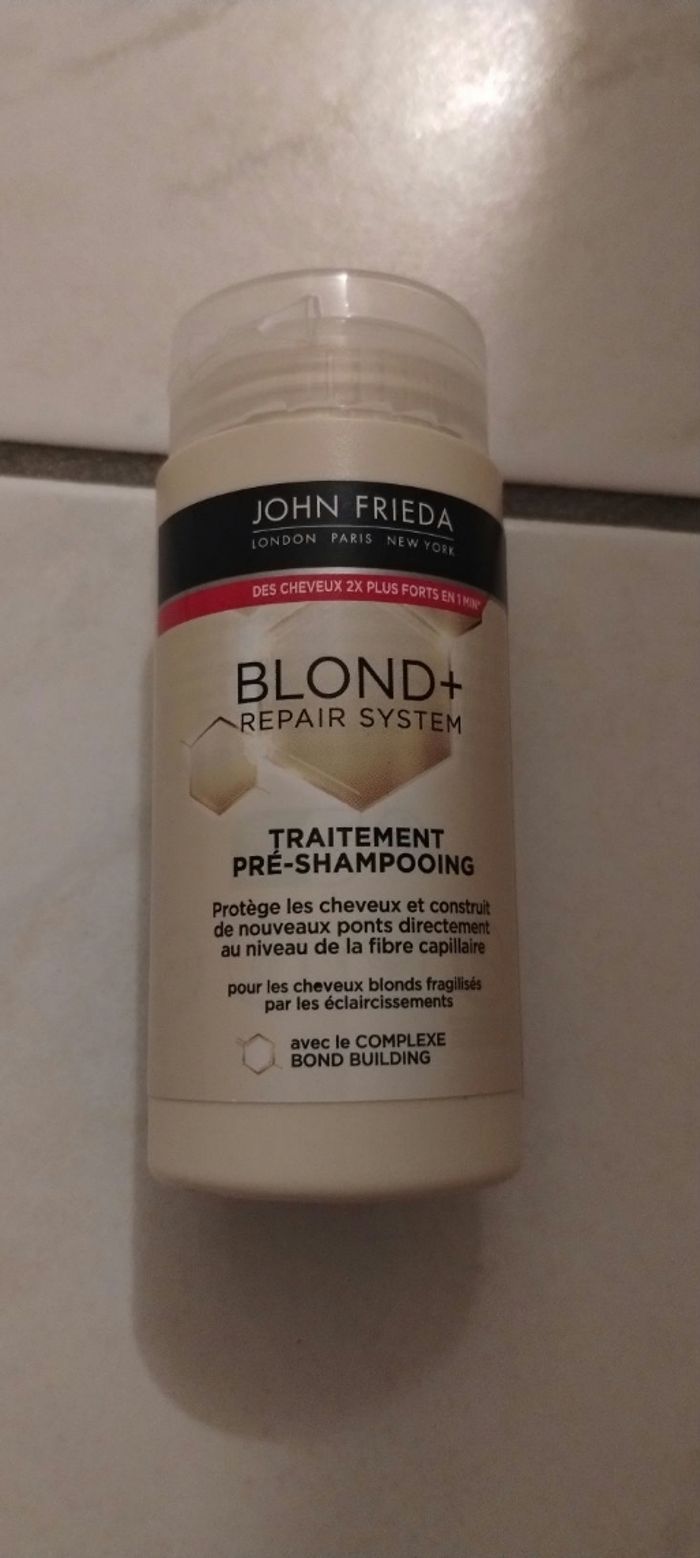 JOHN FRIEDA
LONDON PARIS NEW YORK
DES CHEVEUX 2X PLUS FORTS EN 1 MIN*
BLOND+
REPAIR SYSTEM
TRAITEMENT
PRÉ-SHAMPOOING
Protège les cheveux et construit
de nouveaux ponts directement
au niveau de la fibre capillaire
pour les cheveux blonds fragilisés
par les éclaircissements
avec le COMPLEXE
BOND BUILDING